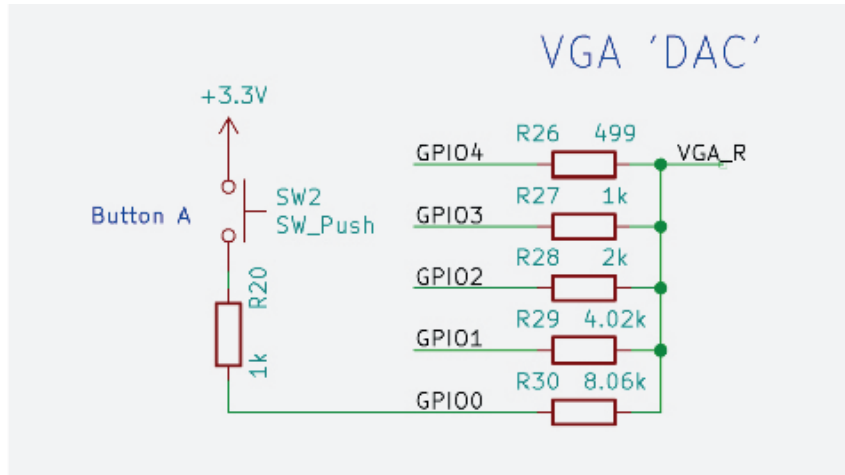 VGA 'DAC'
+3.3V
Button A
SW2
SW_Push
R20
1k
GPIO4
R26 499
VGA_R
GPIO3
R27 1k
GPIO2
R28 2k
GPIO1
R29 4.02k
GPIO0
R30 8.06k